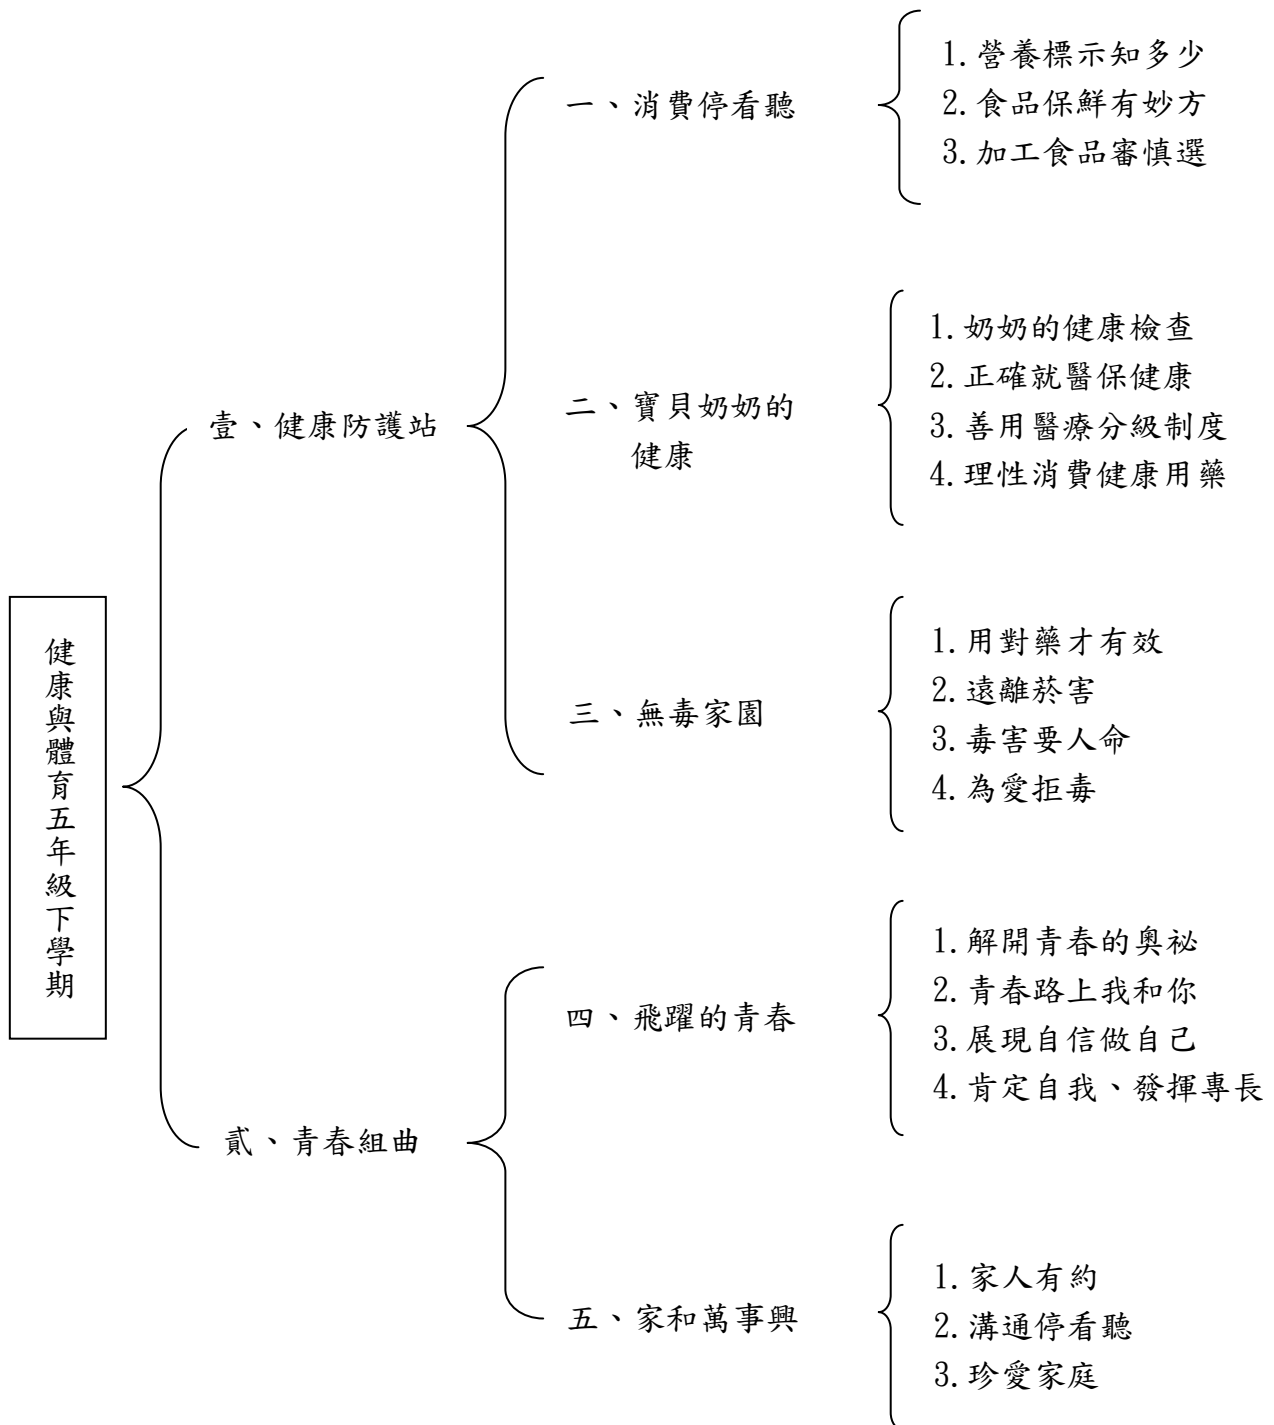 健康與體育五年級下學期
壹、健康防護站
一、消費停看聽
1.營養標示知多少
2.食品保鮮有妙方
3.加工食品審慎選
二、寶貝奶奶的
健康
1.奶奶的健康檢查
2.正確就醫保健康
3.善用醫療分級制度
4.理性消費健康用藥
三、無毒家園
1.用對藥才有效
2.遠離菸害
3.毒害要人命
4.為愛拒毒
貳、青春組曲
四、飛躍的青春
1.解開青春的奧祕
2.青春路上我和你
3.展現自信做自己
4.肯定自我、發揮專長
五、家和萬事興
1.家人有約
2.溝通停看聽
3.珍愛家庭